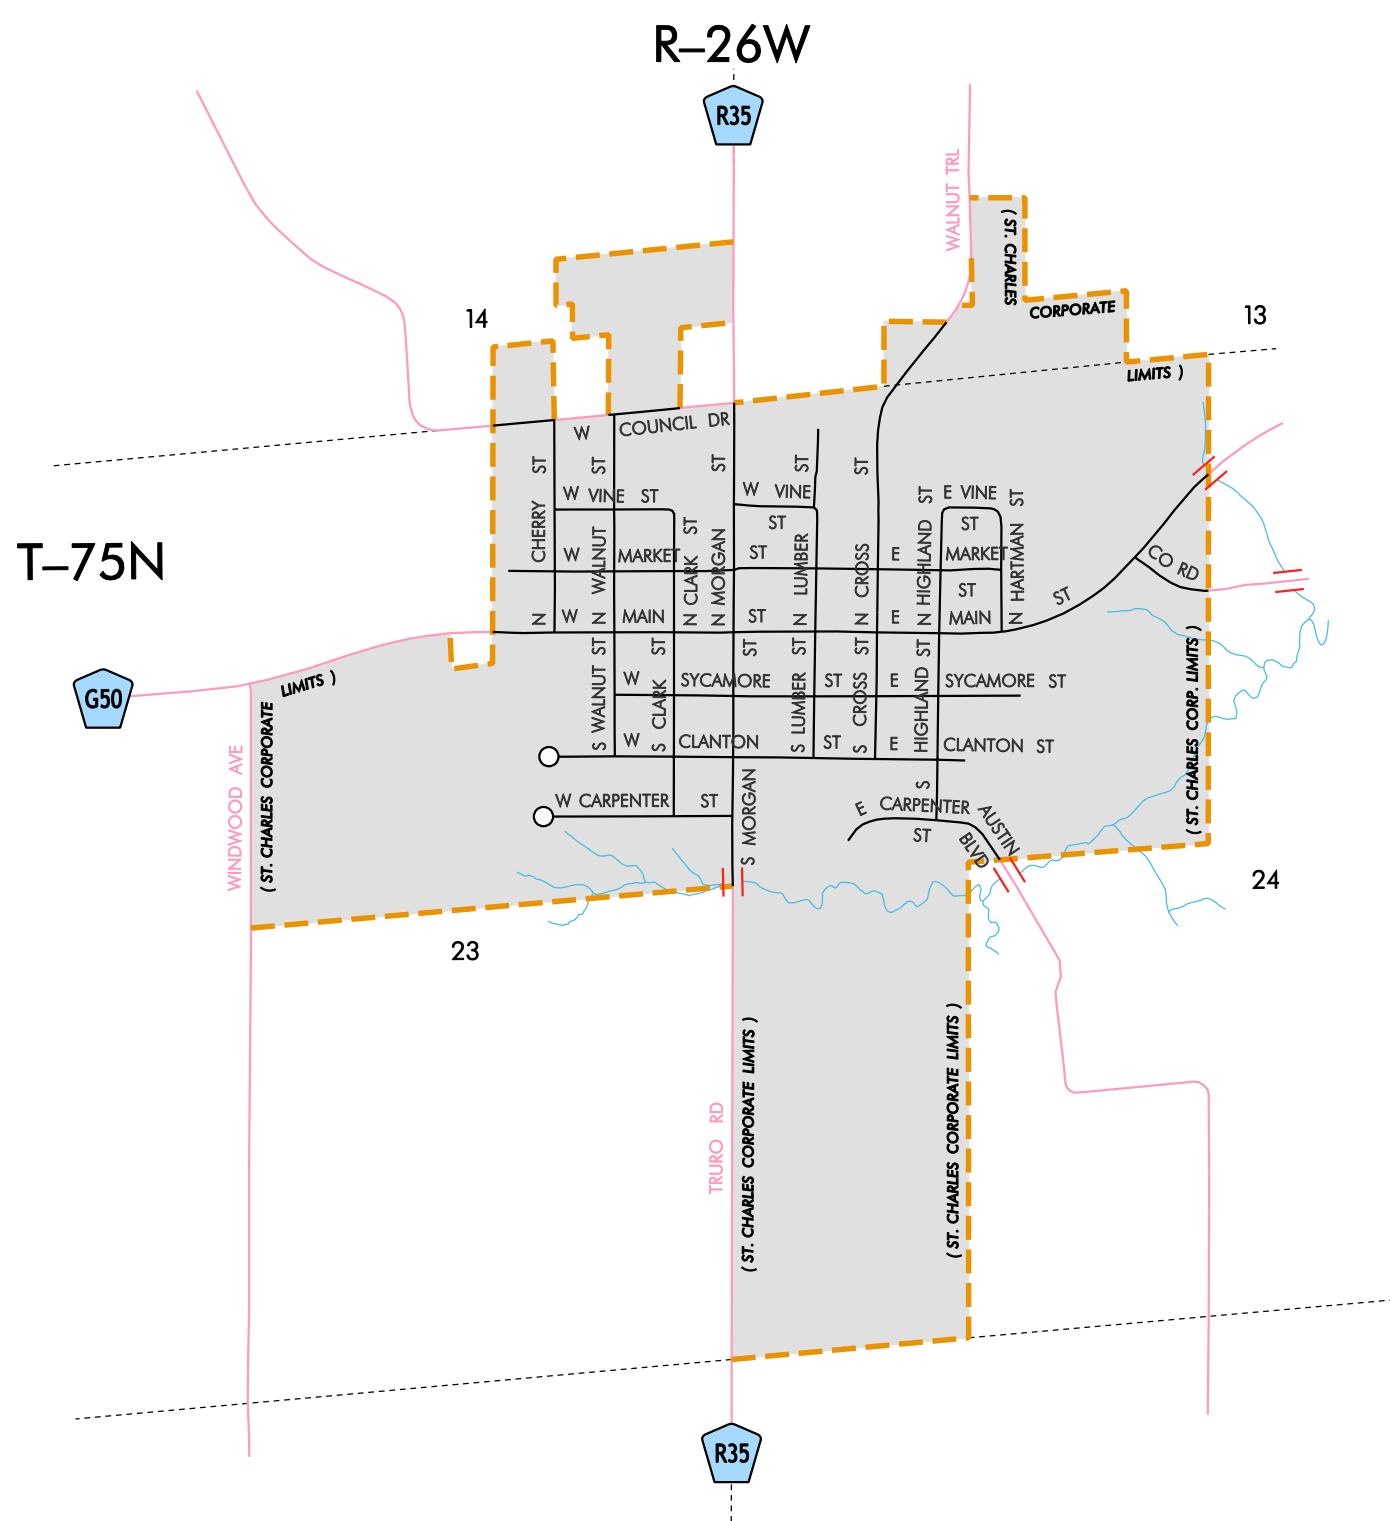 R–26W
R35
WALNUT TRL
( ST. CHARLES
CORPORATE
LIMITS )
14
13
W COUNCIL DR
CHERRY ST
N WALNUT ST
W VINE ST
N CLARK ST
N MORGAN ST
W VINE ST
N LUMBER ST
N CROSS ST
N HIGHLAND ST
E VINE ST
N HARTMAN ST
T–75N
W MARKET ST
E MARKET ST
CO RD
W MAIN ST
E MAIN ST
G50
LIMITS )
( ST. CHARLES CORPORATE
WINDWOOD AVE
S WALNUT ST
S CLARK ST
S MORGAN ST
S LUMBER ST
S CROSS ST
S HIGHLAND ST
W SYCAMORE ST
E SYCAMORE ST
W CLANTON ST
E CLANTON ST
W CARPENTER ST
E CARPENTER ST
AUSTIN
BLVD
( ST. CHARLES CORP. LIMITS )
24
23
TRURO RD
( ST. CHARLES CORPORATE LIMITS )
( ST. CHARLES CORPORATE LIMITS )
R35